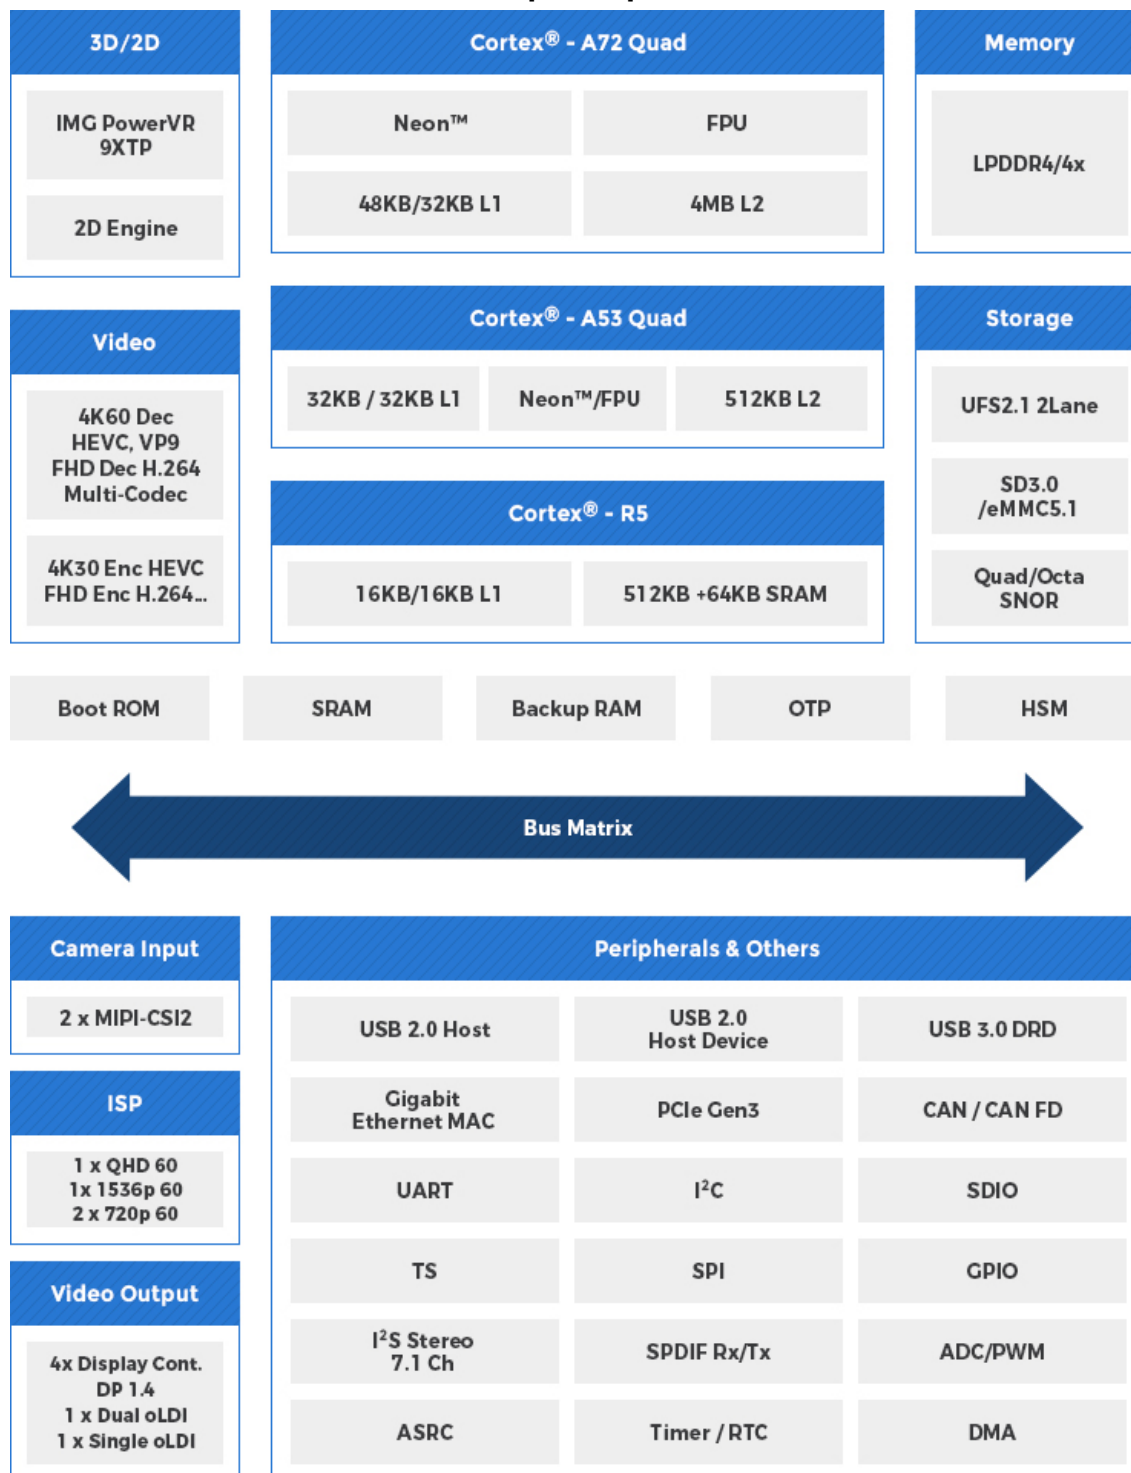 3D/2D
IMG PowerVR
9XTP
2D Engine
Cortex® - A72 Quad
Neon™
FPU
48KB/32KB L1
4MB L2
Memory
LPDDR4/4x
Video
4K60 Dec
HEVC, VP9
FHD Dec H.264
Multi-Codec
4K30 Enc HEVC
FHD Enc H.264...
Cortex® - A53 Quad
32KB / 32KB L1
Neon™/FPU
512KB L2
Cortex® - R5
16KB/16KB L1
512KB +64KB SRAM
Storage
UFS2.1 2Lane
SD3.0
/eMMC5.1
Quad/Octa
SNOR
Boot ROM
SRAM
Backup RAM
OTP
HSM
Bus Matrix
Camera Input
2 x MIPI-CSI2
ISP
1 x QHD 60
1x 1536p 60
2 x 720p 60
Video Output
4x Display Cont.
DP 1.4
1 x Dual oLDI
1 x Single oLDI
Peripherals & Others
USB 2.0 Host
USB 2.0
Host Device
USB 3.0 DRD
Gigabit
Ethernet MAC
PCIe Gen3
CAN / CAN FD
UART
I²C
SDIO
TS
SPI
GPIO
I²S Stereo
7.1 Ch
SPDIF Rx/Tx
ADC/PWM
ASRC
Timer / RTC
DMA